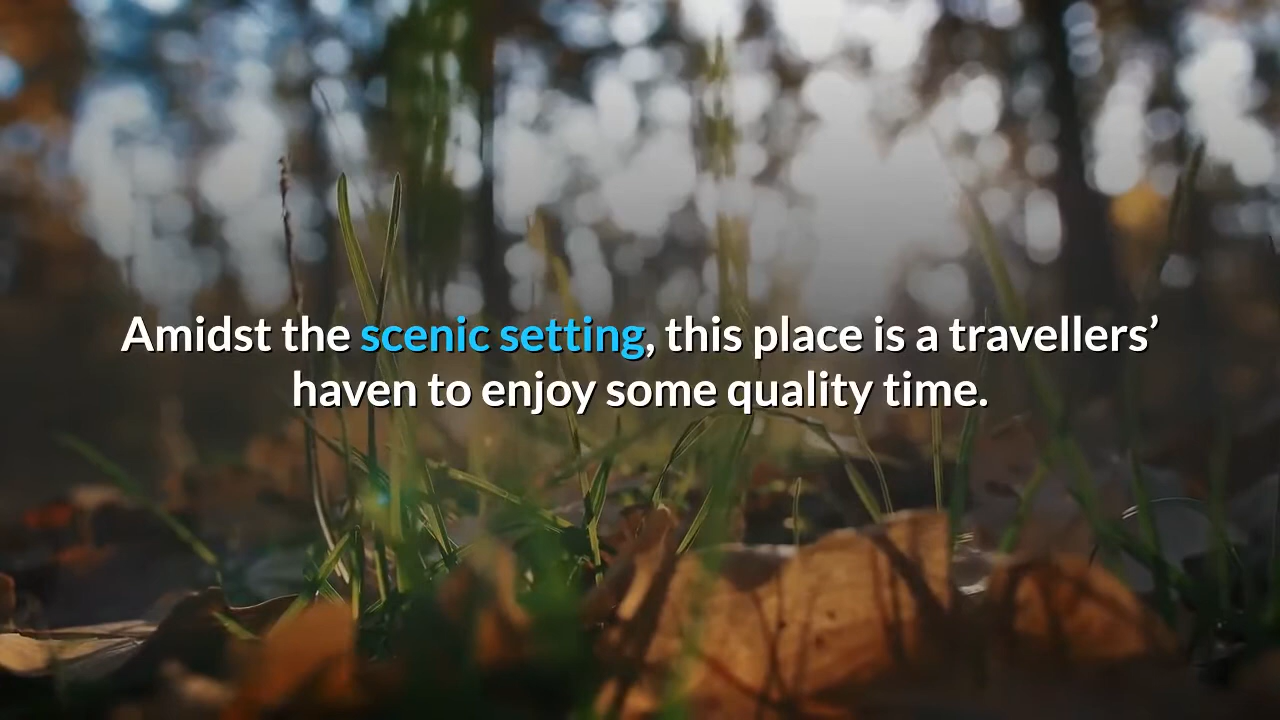 Amidst the scenic setting, this place is a travellers’
haven to enjoy some quality time.